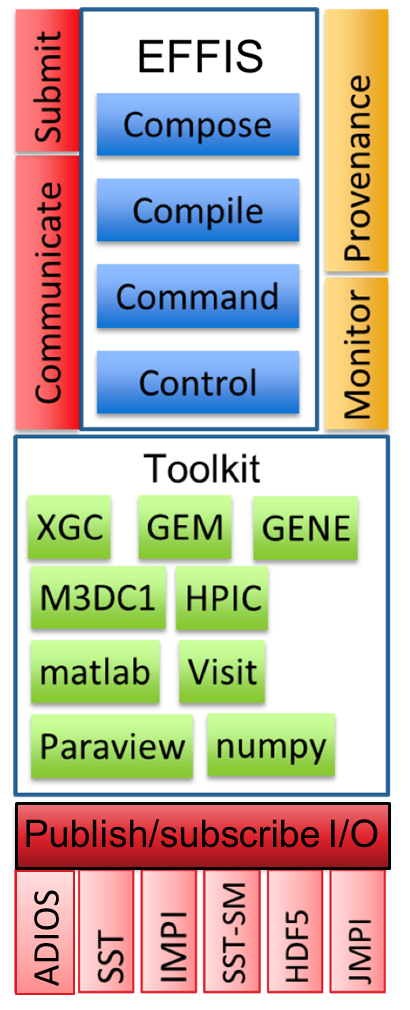 Submit
Communicate
EFFIS
Compose
Compile
Command
Control
Provenance
Monitor
Toolkit
XGC GEM GENE
M3DC1 HPIC
matlab Visit
Paraview numpy
Publish/subscribe I/O
ADIOS
SST
IMPI
SST-SM
HDF5
JMPI